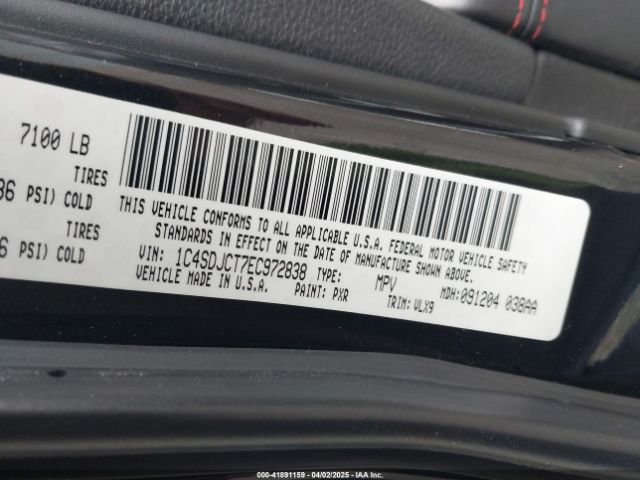 7100 LB
TIRES
36 PSI) COLD
TIRES
6 PSI) COLD
THIS VEHICLE CONFORMS TO ALL APPLICABLE U.S.A. FEDERAL MOTOR VEHICLE SAFETY
STANDARDS IN EFFECT ON THE DATE OF MANUFACTURE SHOWN ABOVE.
VIN: 1C4SDJCT7EC972838 TYPE: MPV MDH:091204 038AA
VEHICLE MADE IN U.S.A. PAINT: PXR TRIM: VLX9
000-41891159 | 04/02/2025 | IAA Inc.